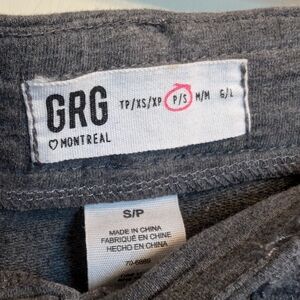 GRG
TP/XS/XP P/S M/M G/L
♡MONTREAL
S/P
MADE IN CHINA
FABRIQUÉ EN CHINE
HECHO EN CHINA